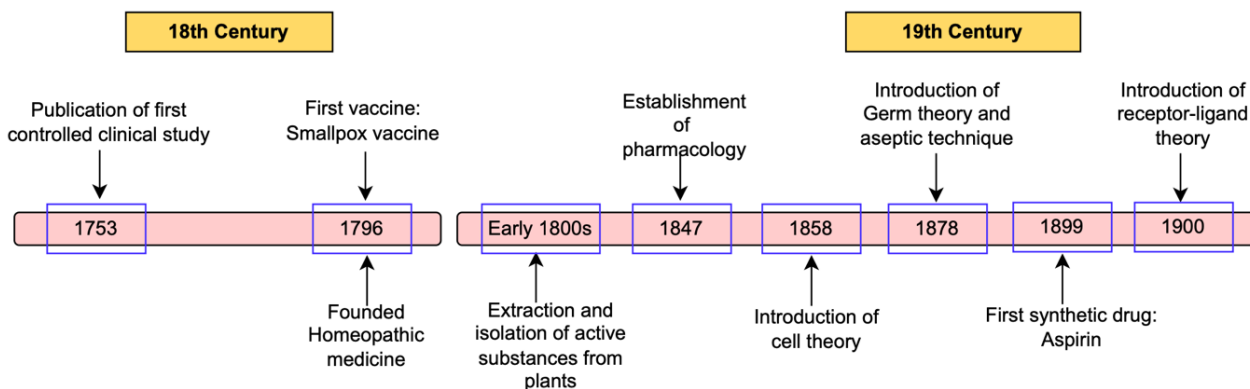 18th Century
19th Century
Publication of first
controlled clinical study
First vaccine:
Smallpox vaccine
Establishment
of
pharmacology
Introduction of
Germ theory and
aseptic technique
Introduction of
receptor-ligand
theory
1753
1796
Early 1800s
1847
1858
1878
1899
1900
Founded
Homeopathic
medicine
Extraction and
isolation of active
substances from
plants
Introduction of
cell theory
First synthetic drug:
Aspirin